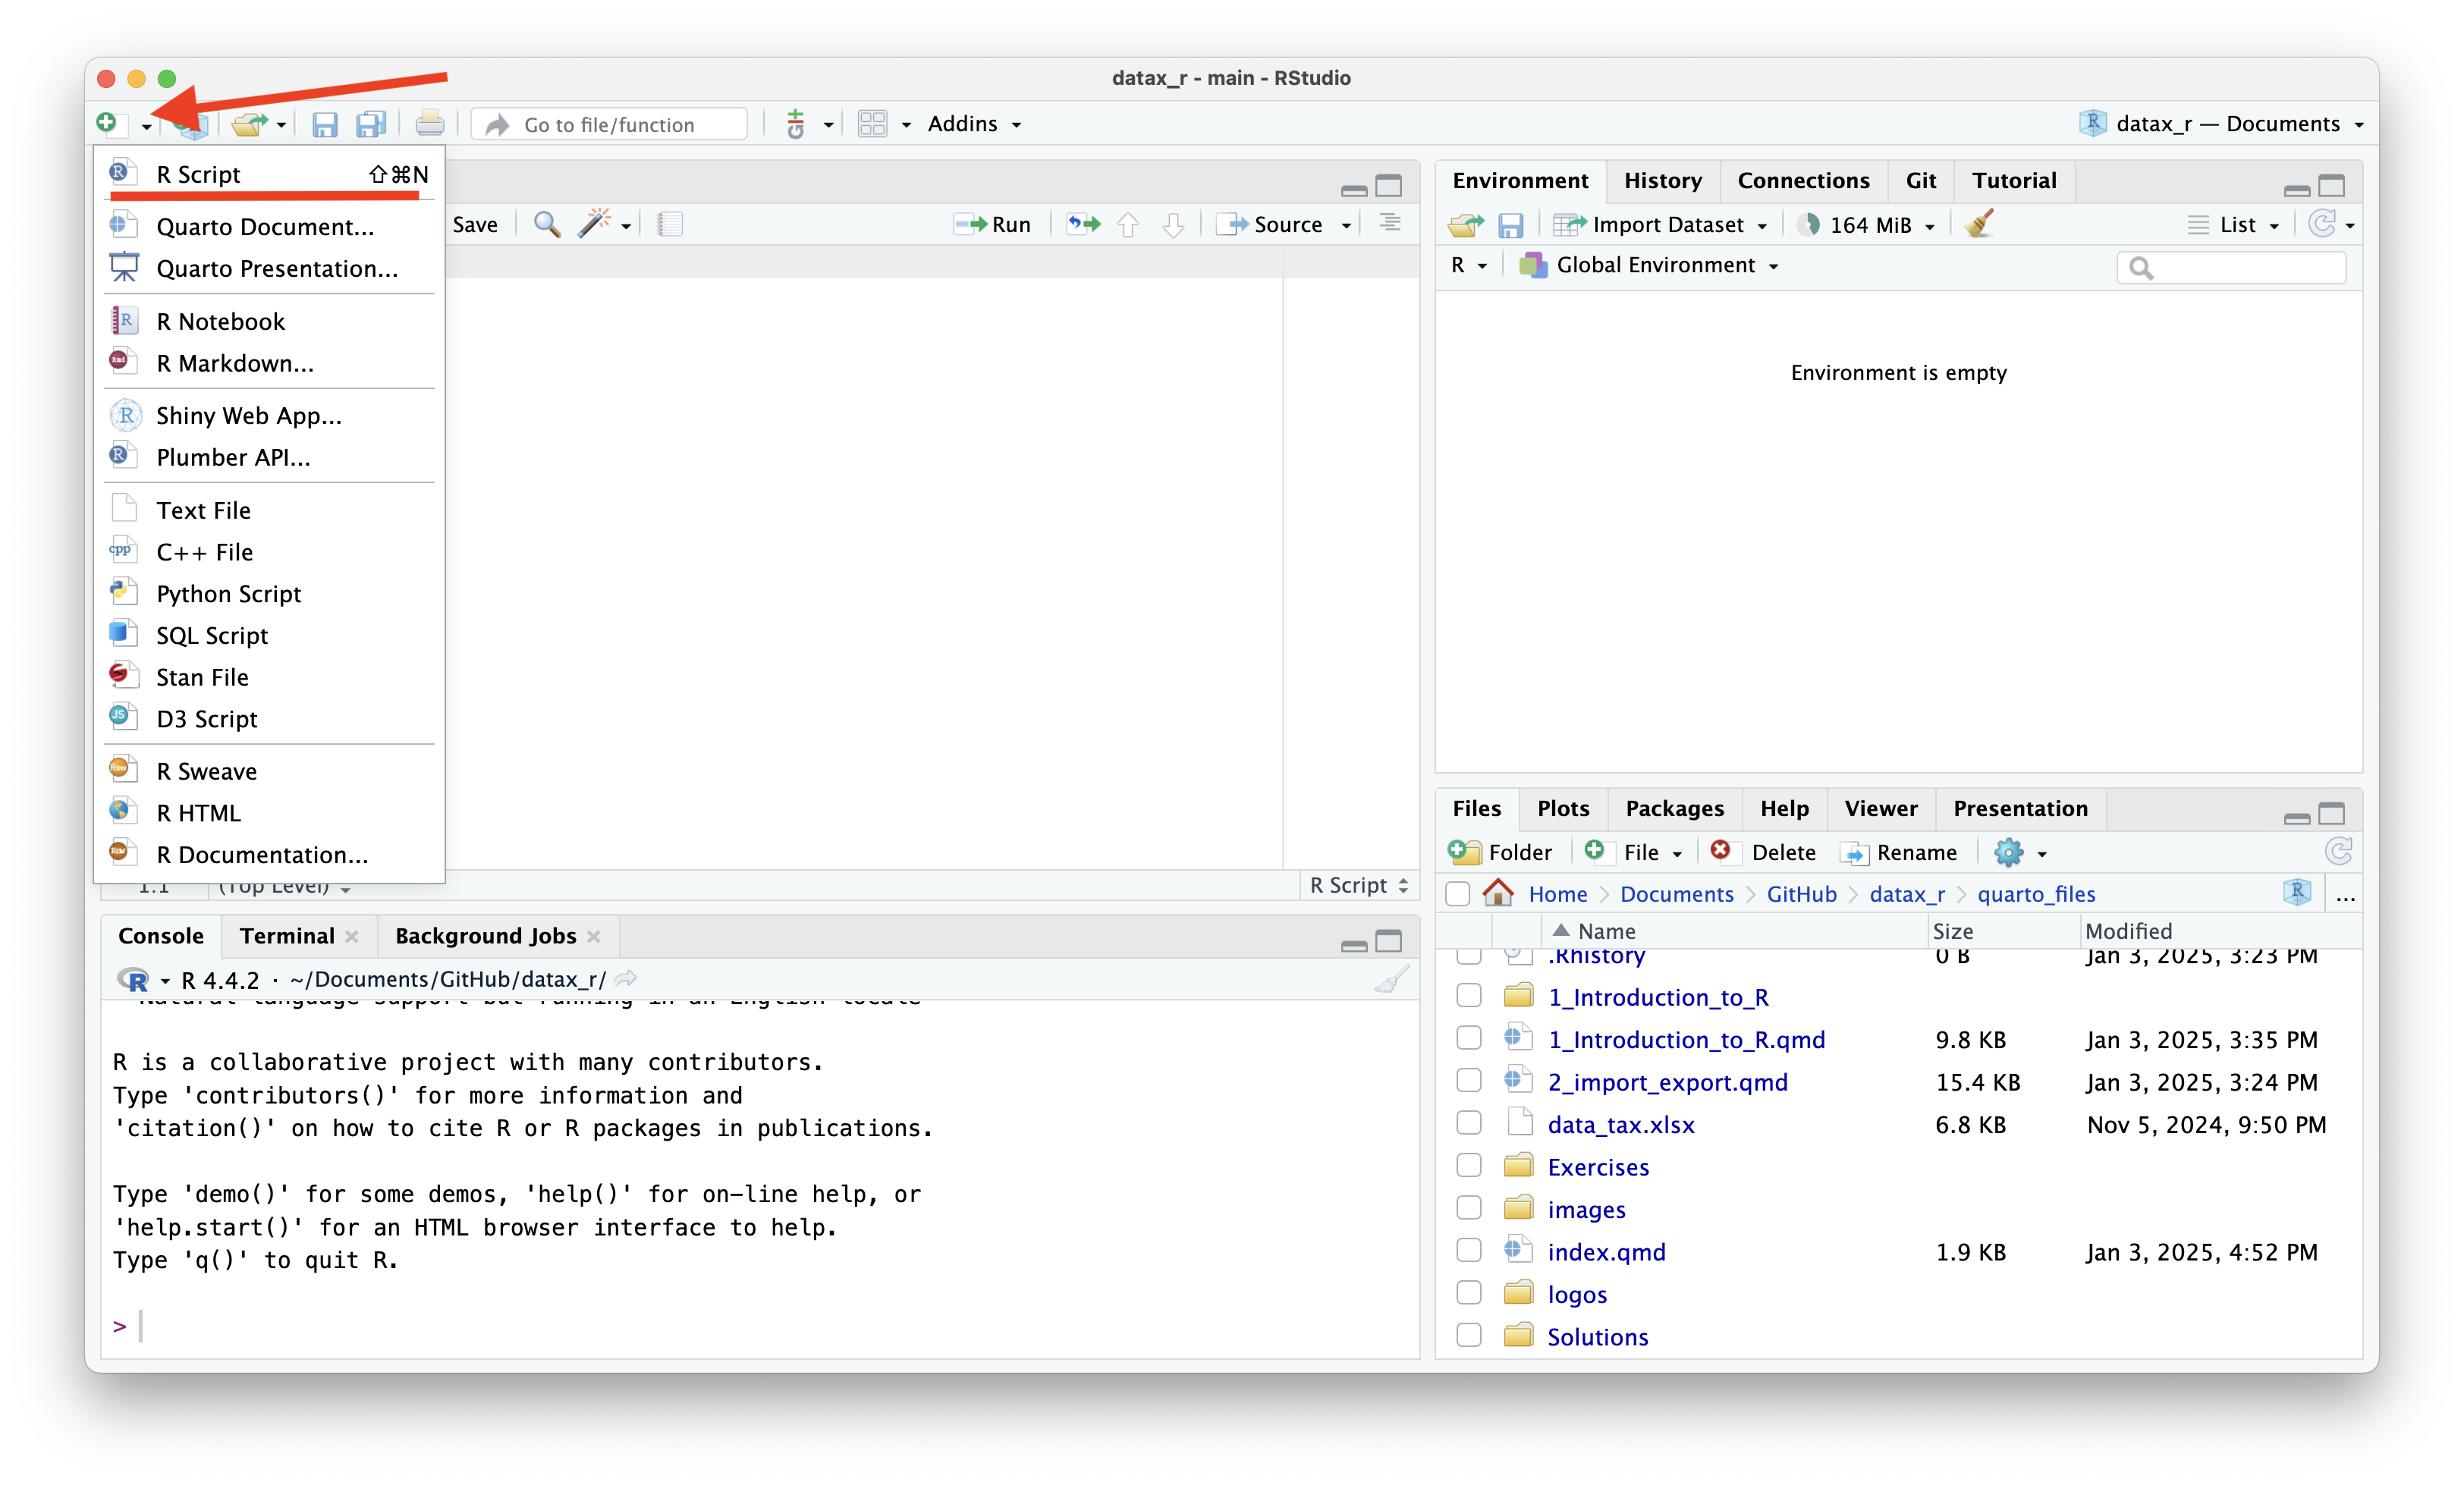 datax_r - main - RStudio
Go to file/function
Git
Addins
datax_r — Documents
R Script ⇧⌘N
Quarto Document...
Quarto Presentation...
R Notebook
R Markdown...
Shiny Web App...
Plumber API...
Text File
C++ File
Python Script
SQL Script
Stan File
D3 Script
R Sweave
R HTML
R Documentation...
Save
Run
Source
1:1 (Top Level)
R Script
Console Terminal Background Jobs
R 4.4.2 · ~/Documents/GitHub/datax_r/
Natural language support but running in an English locale
R is a collaborative project with many contributors.
Type 'contributors()' for more information and
'citation()' on how to cite R or R packages in publications.
Type 'demo()' for some demos, 'help()' for on-line help, or
'help.start()' for an HTML browser interface to help.
Type 'q()' to quit R.
>
Environment History Connections Git Tutorial
Import Dataset 164 MiB List
R Global Environment
Environment is empty
Files Plots Packages Help Viewer Presentation
Folder File Delete Rename
Home Documents GitHub datax_r quarto_files ...
Name Size Modified
.Rhistory 0 B Jan 3, 2025, 3:23 PM
1_Introduction_to_R
1_Introduction_to_R.qmd 9.8 KB Jan 3, 2025, 3:35 PM
2_import_export.qmd 15.4 KB Jan 3, 2025, 3:24 PM
data_tax.xlsx 6.8 KB Nov 5, 2024, 9:50 PM
Exercises
images
index.qmd 1.9 KB Jan 3, 2025, 4:52 PM
logos
Solutions